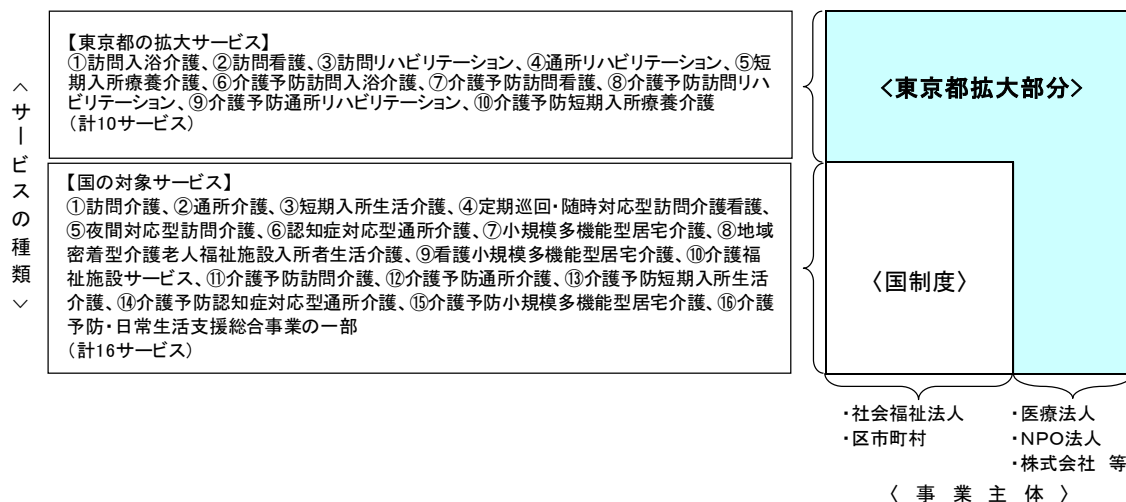 〈サービスの種類〉
【東京都の拡大サービス】
①訪問入浴介護、②訪問看護、③訪問リハビリテーション、④通所リハビリテーション、⑤短
期入所療養介護、⑥介護予防訪問入浴介護、⑦介護予防訪問看護、⑧介護予防訪問リハ
ビリテーション、⑨介護予防通所リハビリテーション、⑩介護予防短期入所療養介護
（計10サービス）
【国の対象サービス】
①訪問介護、②通所介護、③短期入所生活介護、④定期巡回・随時対応型訪問介護看護、
⑤夜間対応型訪問介護、⑥認知症対応型通所介護、⑦小規模多機能型居宅介護、⑧地域
密着型介護老人福祉施設入所者生活介護、⑨看護小規模多機能型居宅介護、⑩介護福
祉施設サービス、⑪介護予防訪問介護、⑫介護予防通所介護、⑬介護予防短期入所生活
介護、⑭介護予防認知症対応型通所介護、⑮介護予防小規模多機能型居宅介護、⑯介護
予防・日常生活支援総合事業の一部
（計16サービス）
〈東京都拡大部分〉
〈国制度〉
・社会福祉法人
・区市町村
・医療法人
・NPO法人
・株式会社 等
〈 事 業 主 体 〉